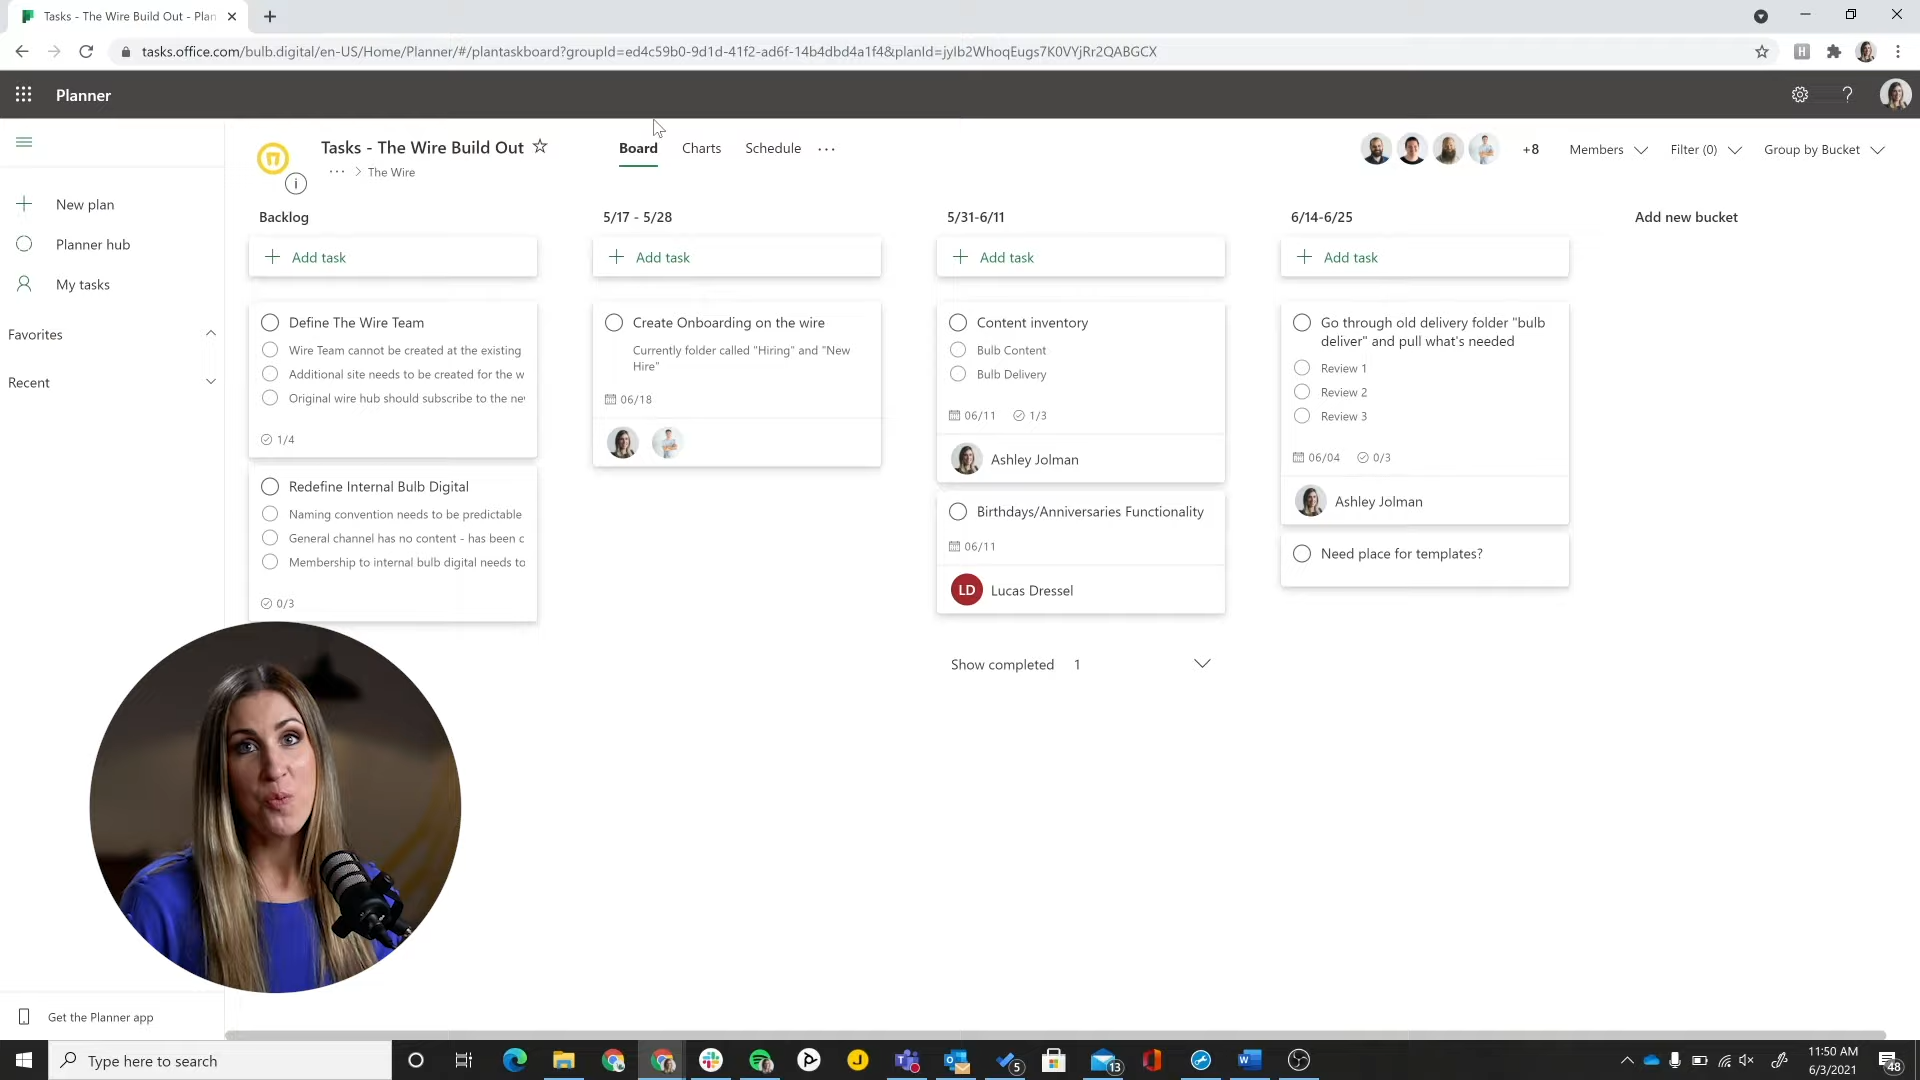 Tasks - The Wire Build Out - Plan
tasks.office.com/bulb.digital/en-US/Home/Planner/#/plantaskboard?groupId=ed4c59b0-9d1d-41f2-ad6f-14b4dbd4a1f4&planId=jyIb2WhoqEugs7K0VYjRr2QABGCX
H
Planner
?
Tasks - The Wire Build Out
Board
Charts
Schedule
...
+8
Members
Filter (0)
Group by Bucket
... > The Wire
New plan
Planner hub
My tasks
Favorites
Recent
Backlog
Add task
Define The Wire Team
Wire Team cannot be created at the existing
Additional site needs to be created for the w
Original wire hub should subscribe to the ne
1/4
Redefine Internal Bulb Digital
Naming convention needs to be predictable
General channel has no content - has been c
Membership to internal bulb digital needs to
0/3
5/17 - 5/28
Add task
Create Onboarding on the wire
Currently folder called "Hiring" and "New
Hire"
06/18
5/31-6/11
Add task
Content inventory
Bulb Content
Bulb Delivery
06/11 1/3
Ashley Jolman
Birthdays/Anniversaries Functionality
06/11
LD Lucas Dressel
Show completed 1
6/14-6/25
Add task
Go through old delivery folder "bulb
deliver" and pull what's needed
Review 1
Review 2
Review 3
06/04 0/3
Ashley Jolman
Need place for templates?
Add new bucket
Get the Planner app
Type here to search
5
13
11:50 AM
6/3/2021
48